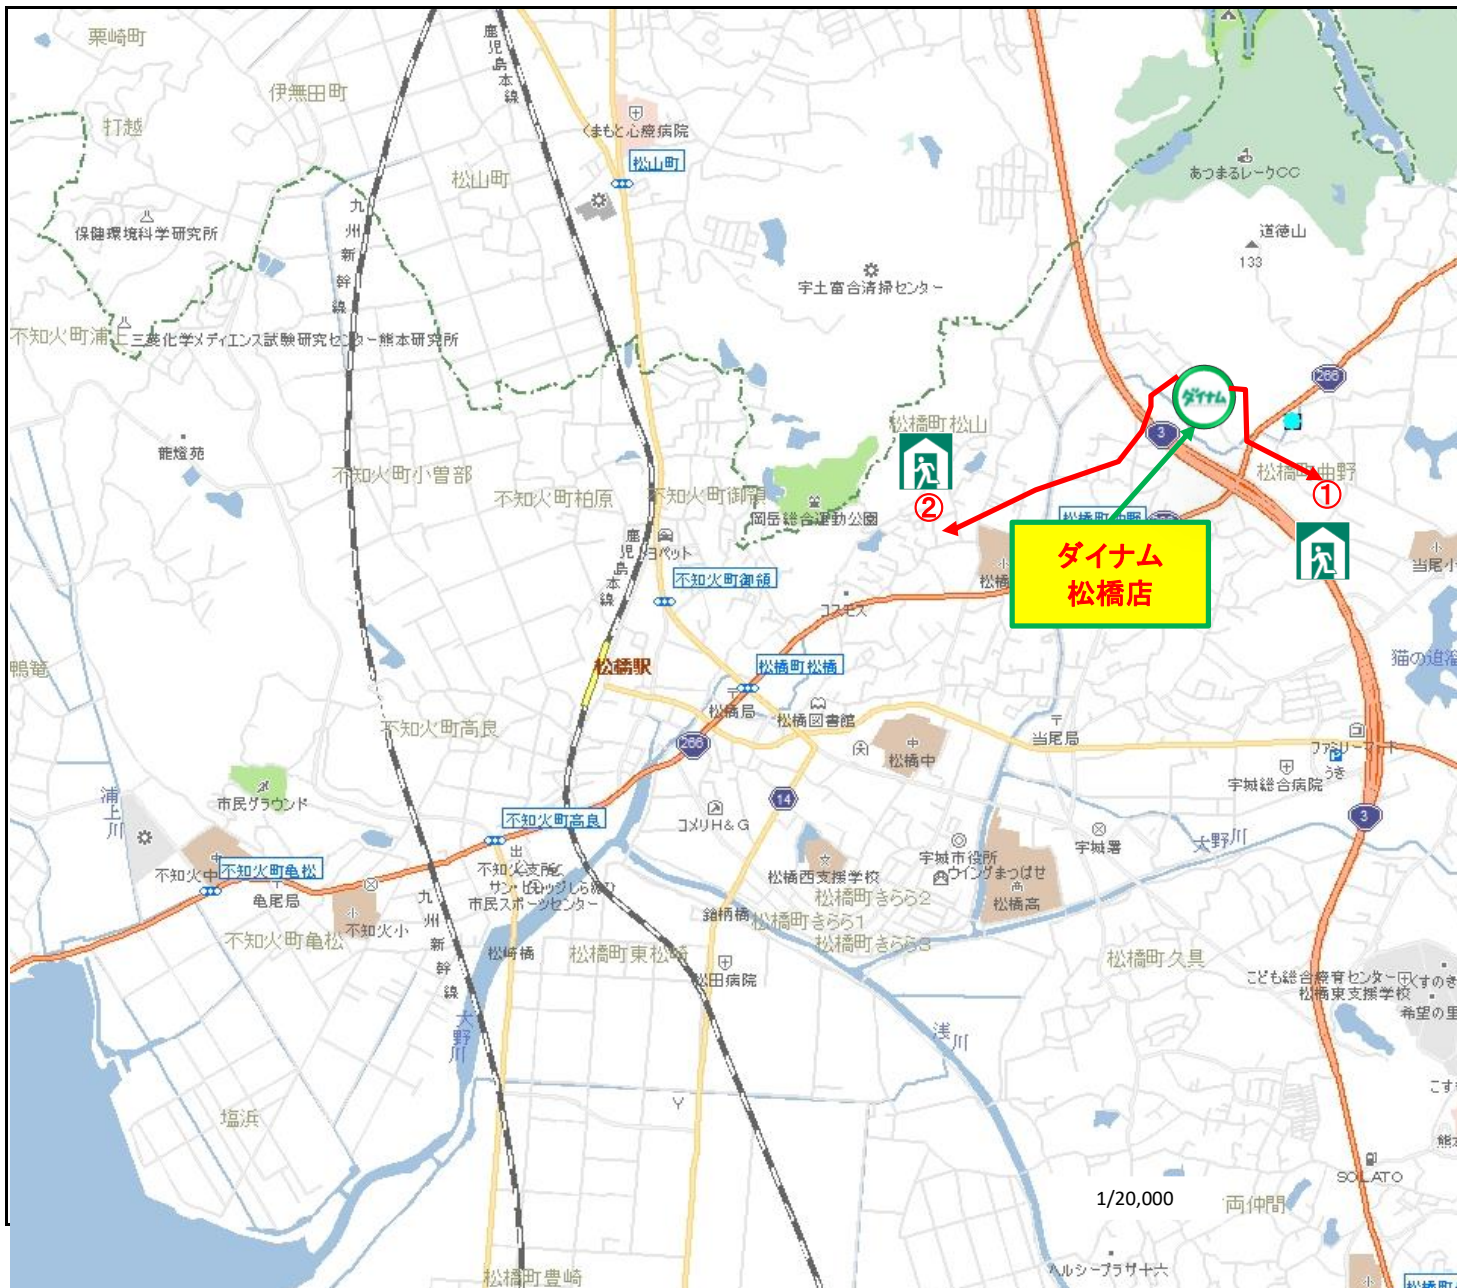 栗崎町
鹿児島本線
伊無田町
打越
くまもと心療病院
松山町
松山町
あつまるレークCC
九州新幹線
保健環境科学研究所
道徳山
133
宇土富合清掃センター
不知火町浦上
三菱化学メディエンス試験研究センター熊本研究所
266
ダイナム
松橋町松山
3
龍燈苑
不知火町小曽部
不知火町柏原
不知火町御領
松橋町曲野
①
②
岡岳総合運動公園
松橋町曲野
鹿児島本線
ダイナム
松橋店
当尾小
不知火町御領
コスモス
松橋
鴨篭
松橋駅
松橋町松橋
猫の迫溜
松橋局
松橋図書館
不知火町高良
当尾局
266
松橋中
ファミリーマート
うき
宇城総合病院
市民グラウンド
浦上川
14
コメリH&G
3
不知火町高良
大野川
宇城署
宇城市役所
ウイングまつばせ
不知火中
不知火町亀松
不知火支所
松橋西支援学校
松橋高
亀尾局
市民スポーツセンター
松橋町きらら2
九州新幹線
不知火小
鎗柄橋
松橋町きらら1
不知火町亀松
松崎橋
松橋町東松崎
松橋町きらら3
松橋町久具
松田病院
こども総合療育センター
くすのき
松橋東支援学校
希望の里
大野川
浅川
塩浜
SOLATO
1/20,000
両仲間
ヘルシープラザ十六
松橋町豊崎